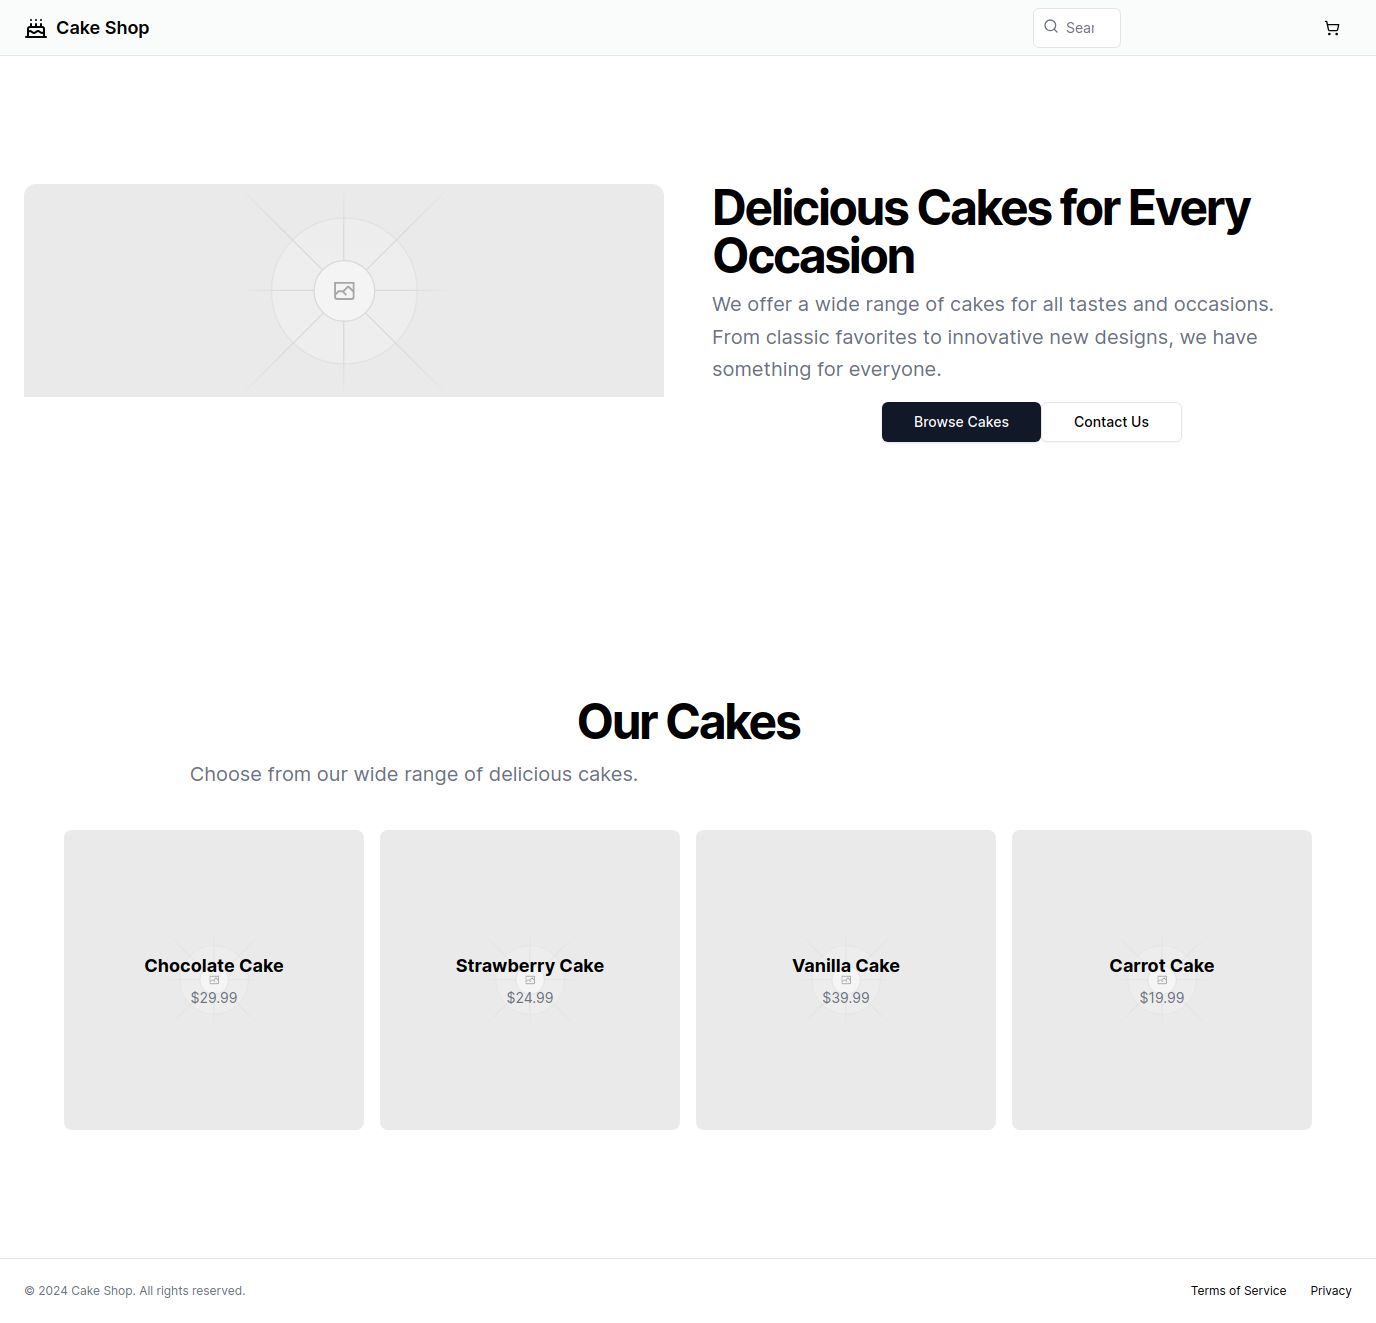 Cake Shop
Sear
Delicious Cakes for Every
Occasion
We offer a wide range of cakes for all tastes and occasions.
From classic favorites to innovative new designs, we have
something for everyone.
Browse Cakes
Contact Us
Our Cakes
Choose from our wide range of delicious cakes.
Chocolate Cake
$29.99
Strawberry Cake
$24.99
Vanilla Cake
$39.99
Carrot Cake
$19.99
© 2024 Cake Shop. All rights reserved.
Terms of Service
Privacy